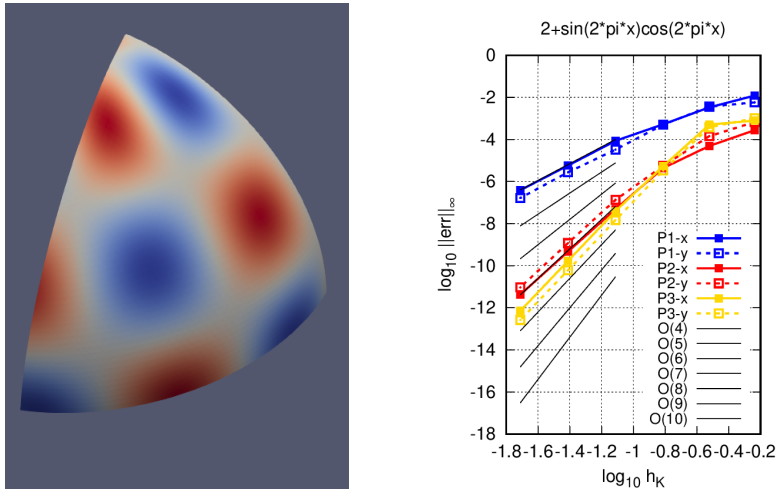 2+sin(2*pi*x)cos(2*pi*x)
0
-2
-4
-6
-8
-10
-12
-14
-16
-18
log10 ||err||∞
P1-x
P1-y
P2-x
P2-y
P3-x
P3-y
O(4)
O(5)
O(6)
O(7)
O(8)
O(9)
O(10)
-1.8 -1.6 -1.4 -1.2 -1 -0.8 -0.6 -0.4 -0.2
log10 hK